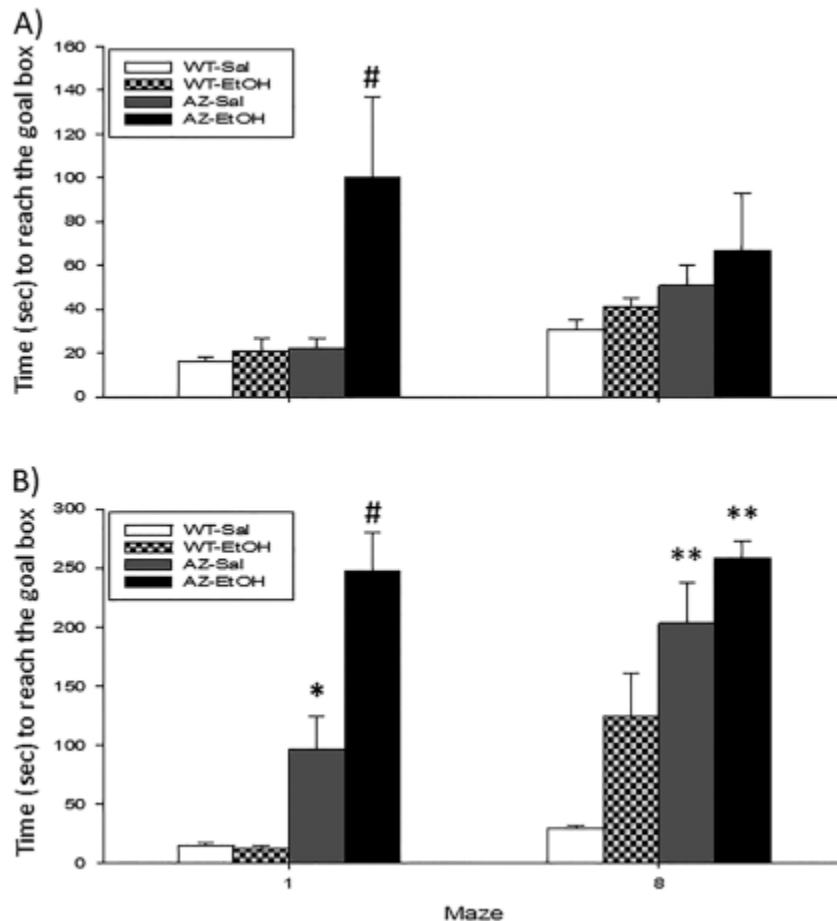 A)
Time (sec) to reach the goal box
160
140
120
100
80
60
40
20
0
WT-Sal
WT-EtOH
AZ-Sal
AZ-EtOH
#
B)
Time (sec) to reach the goal box
300
250
200
150
100
50
0
WT-Sal
WT-EtOH
AZ-Sal
AZ-EtOH
*
#
**
**
1
8
Maze